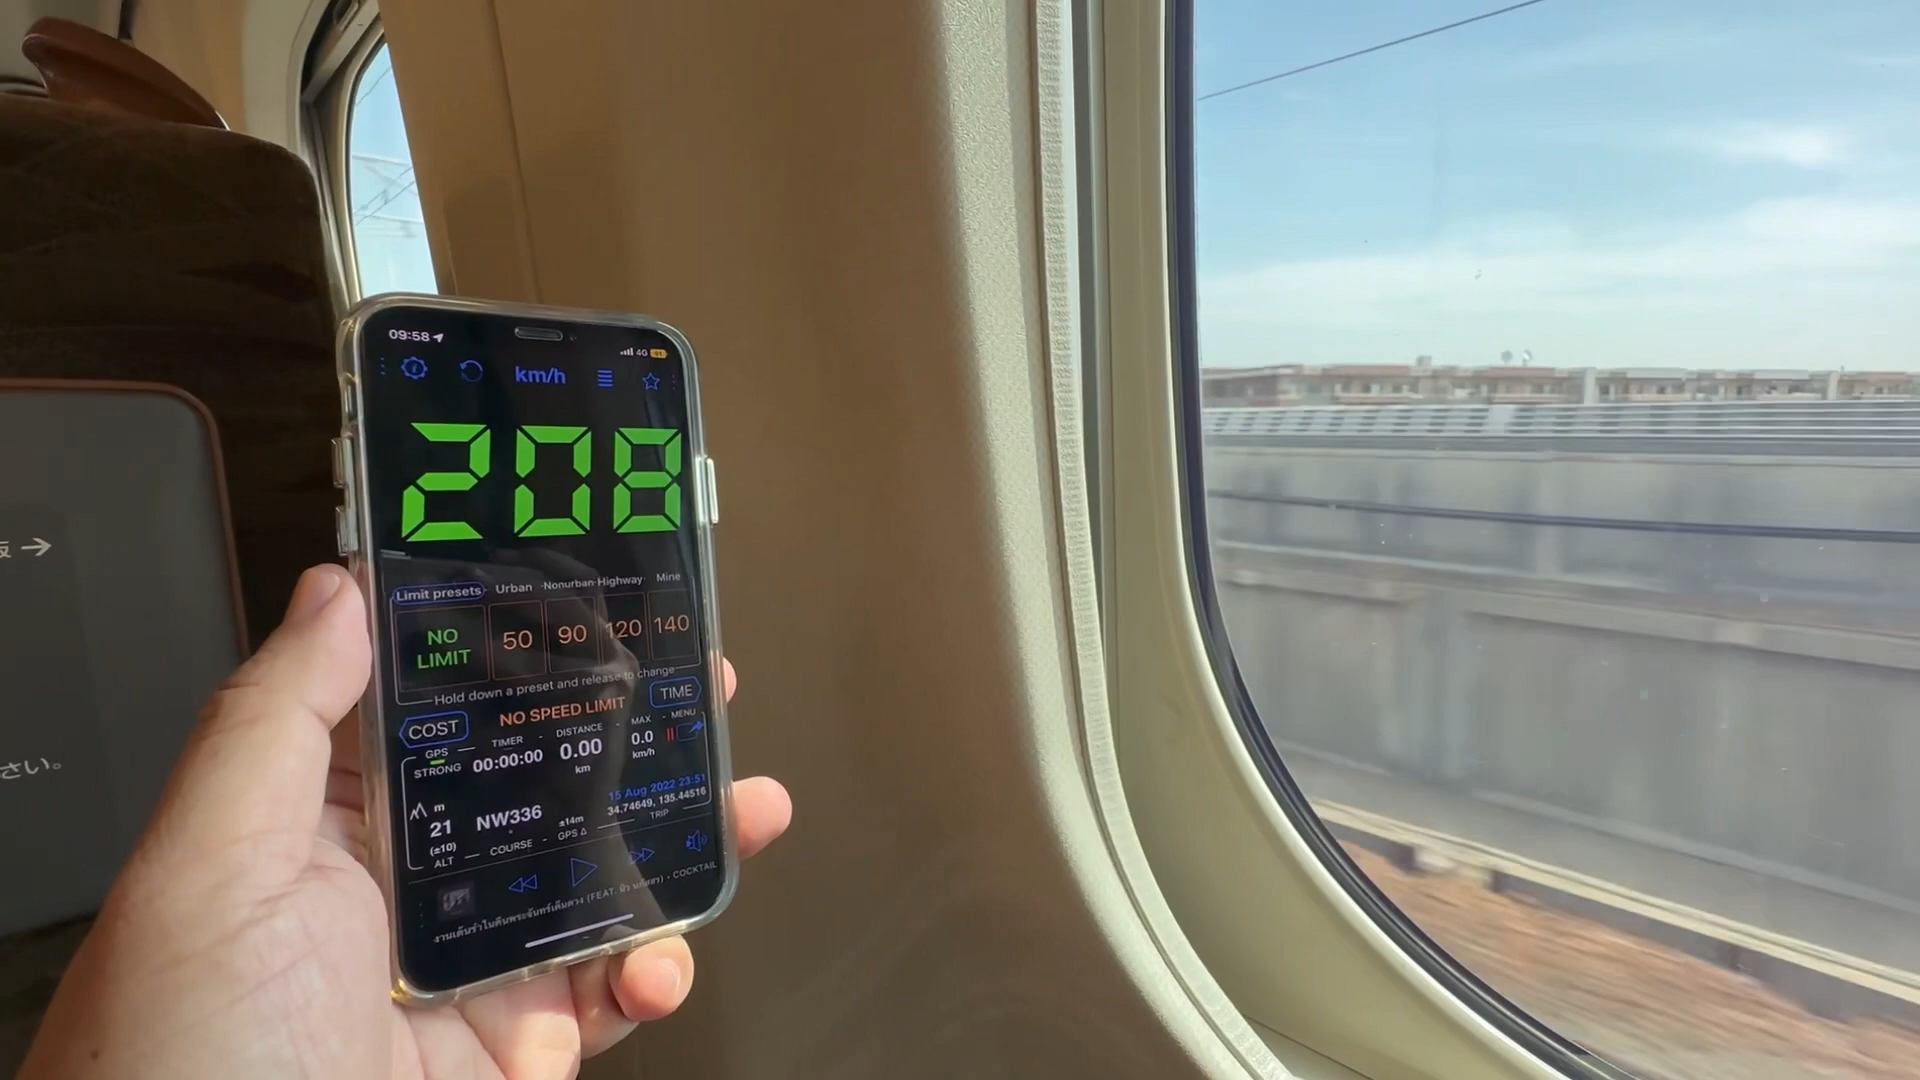 09:58
4G
km/h
208
Limit presets Urban Nonurban Highway Mine
NO LIMIT 50 90 120 140
Hold down a preset and release to change
COST NO SPEED LIMIT TIME
GPS TIMER DISTANCE MAX MENU
STRONG 00:00:00 0.00 km 0.0 km/h
15 Aug 2022 23:51
34.74649, 135.44516
m
21 NW336 ±14m
(±10) GPS Δ TRIP
ALT COURSE
(FEAT. - COCKTAIL
→
さい。